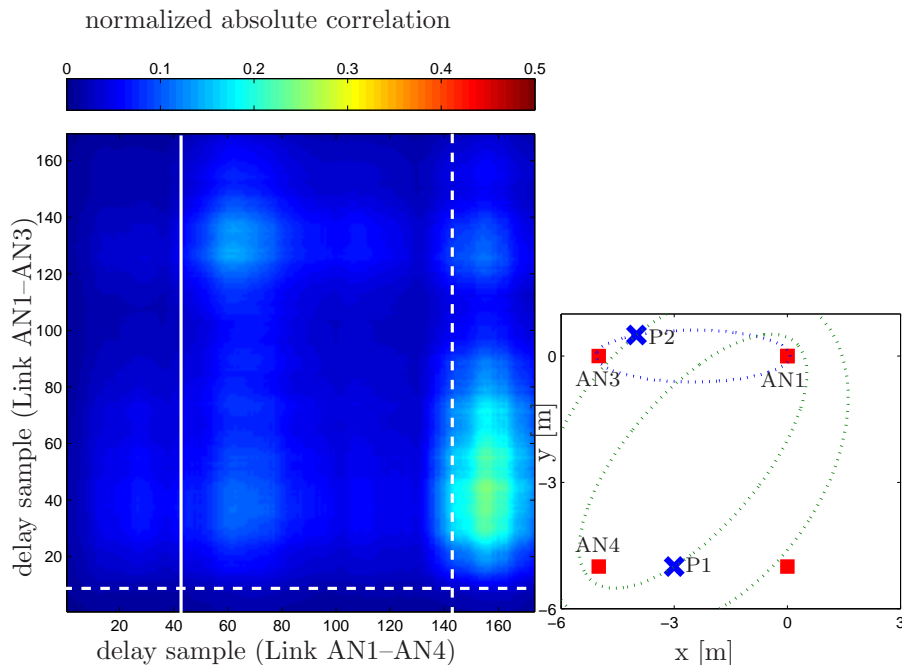 normalized absolute correlation
0 0.1 0.2 0.3 0.4 0.5
160
140
120
100
80
60
40
20
delay sample (Link AN1–AN3)
20 40 60 80 100 120 140 160
delay sample (Link AN1–AN4)
0
−3
−6
y [m]
P2
AN3
AN1
AN4
P1
−6 −3 0 3
x [m]